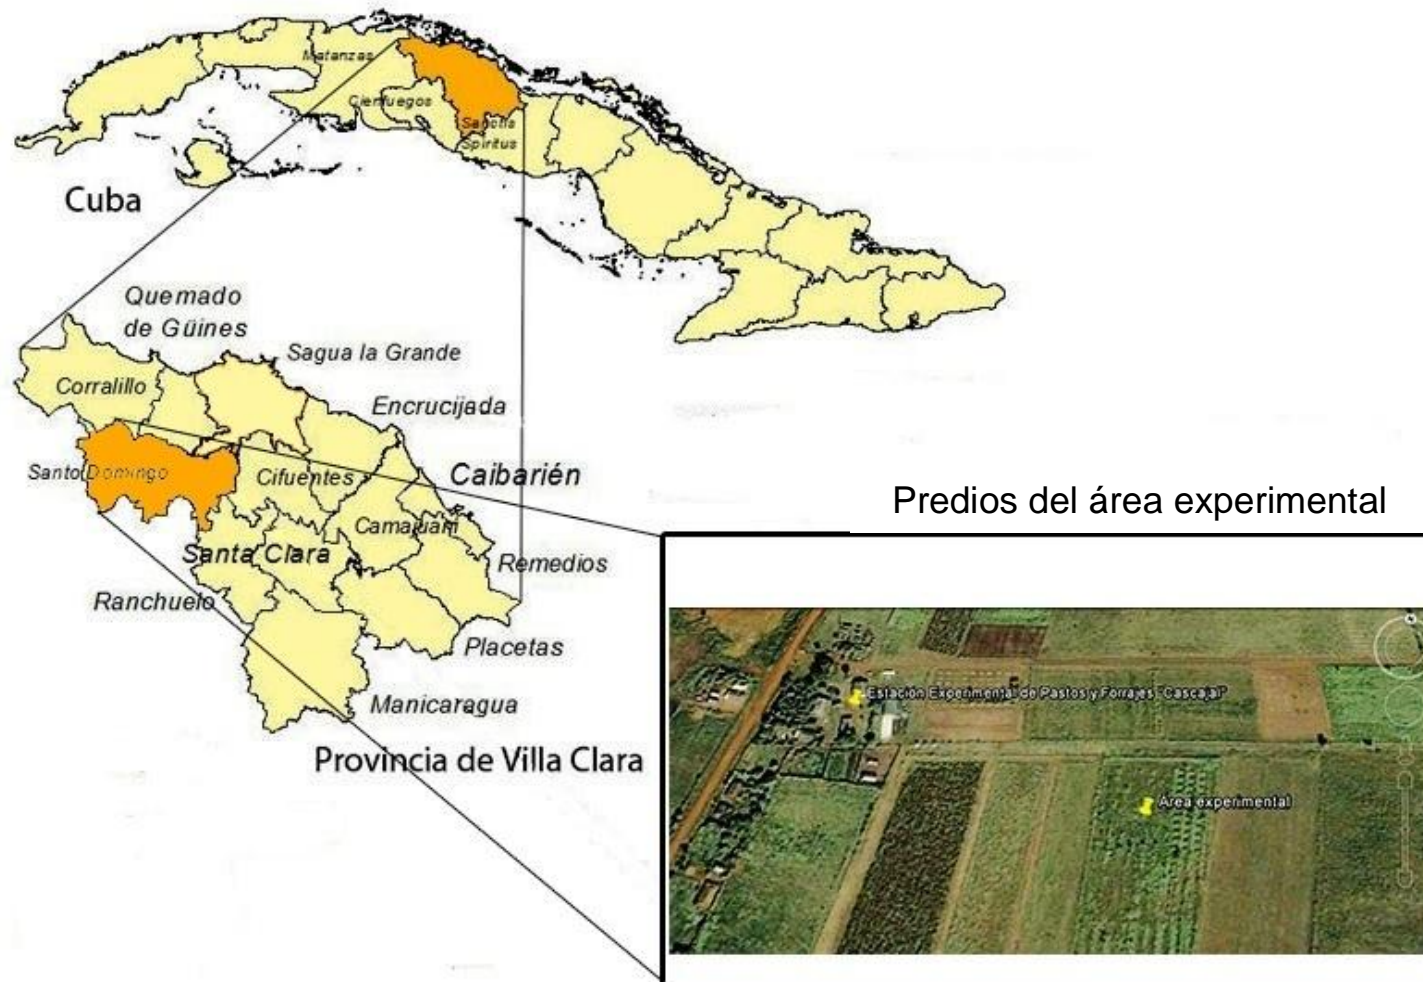 Matanzas
Cienfuegos
Sanctis
Spiritus
Cuba
Quemado
de Güines
Sagua la Grande
Corralillo
Encrucijada
Santo Domingo
Cifuentes
Caibarién
Camajuaní
Santa Clara
Remedios
Ranchuelo
Placetas
Manicaragua
Provincia de Villa Clara
Predios del área experimental
Estación Experimental de Pastos y Forrajes "Cascajal"
Area experimental